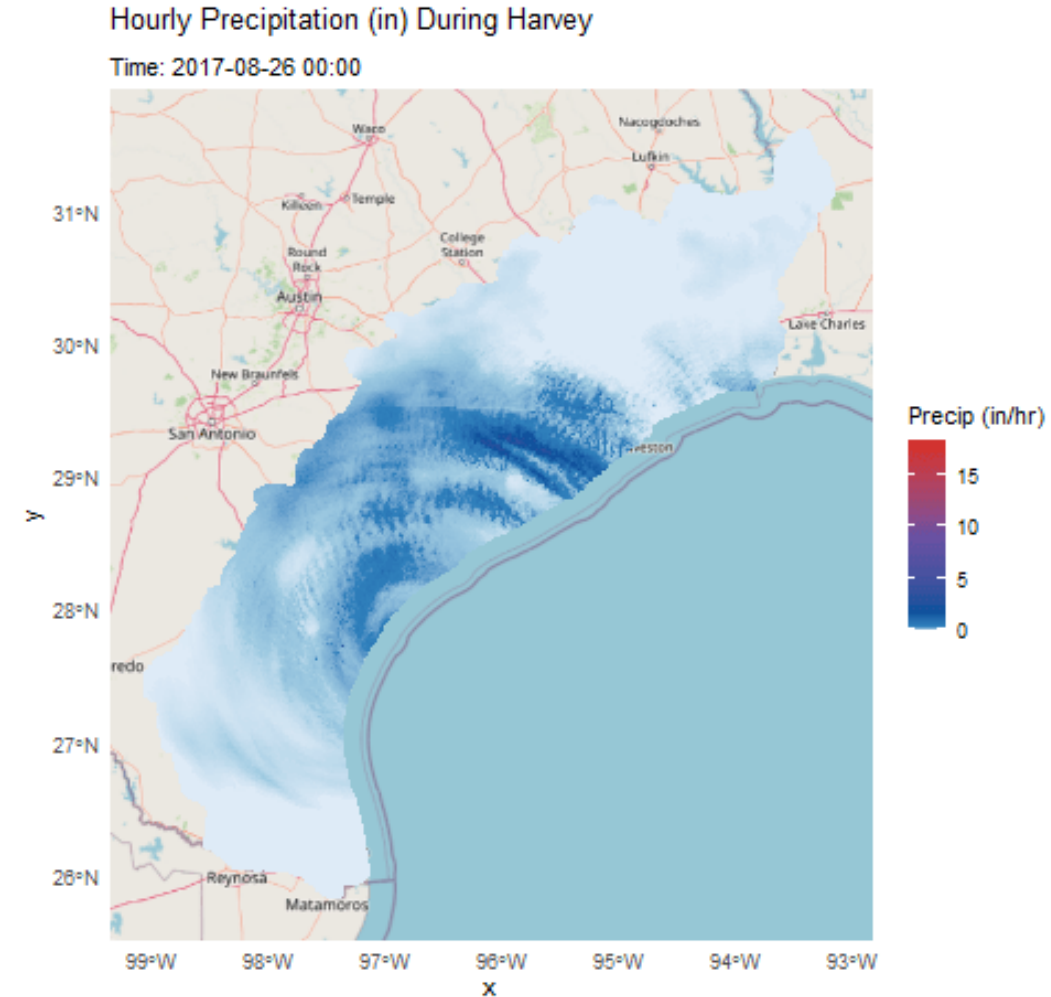 Hourly Precipitation (in) During Harvey
Time: 2017-08-26 00:00
Waco
Nacogdoches
Lufkin
Killeen
Temple
31°N
College
Station
Round
Rock
Austin
Lake Charles
30°N
New Braunfels
San Antonio
29°N
28°N
27°N
26°N
Reynosa
Matamoros
y
99°W
98°W
97°W
96°W
95°W
94°W
93°W
x
Precip (in/hr)
15
10
5
0